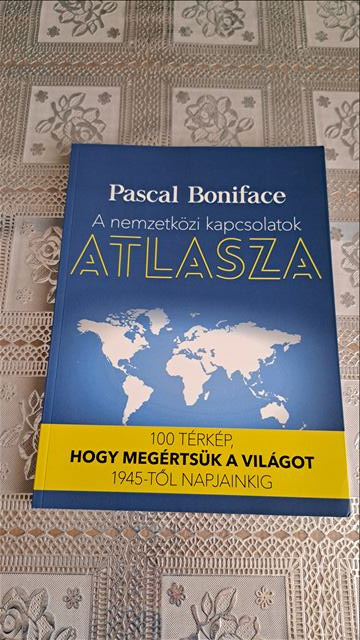 Pascal Boniface
A nemzetközi kapcsolatok
ATLASZA
100 TÉRKÉP,
HOGY MEGÉRTSÜK A VILÁGOT
1945-TŐL NAPJAINKIG